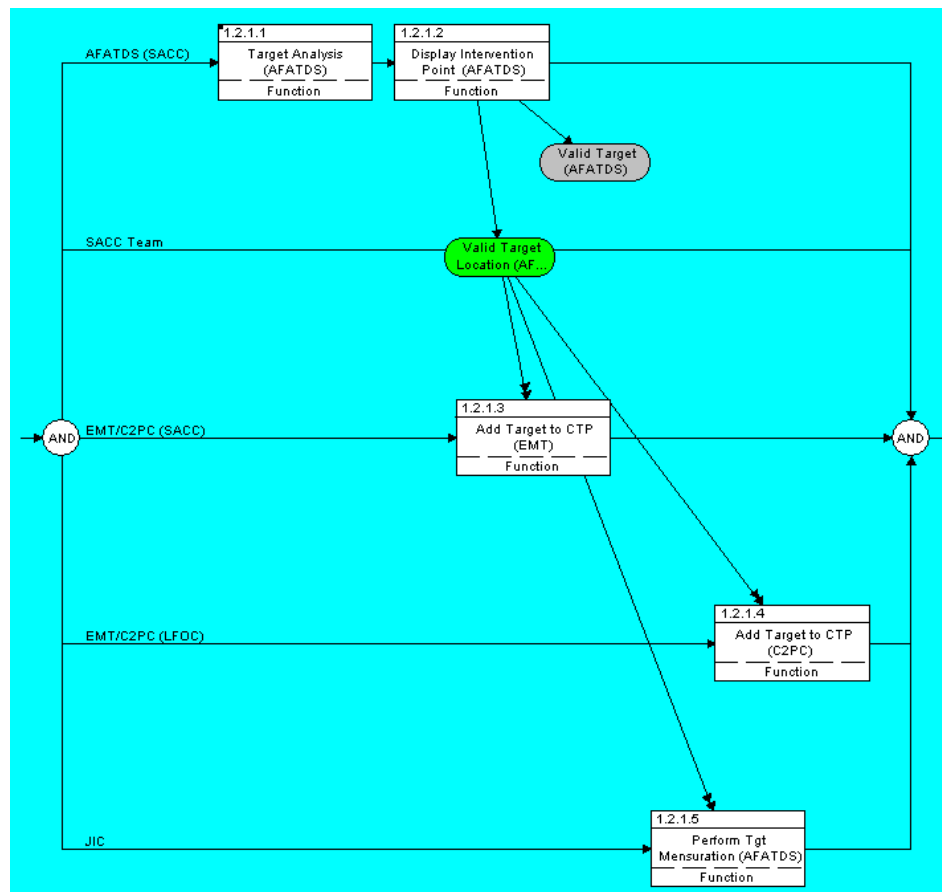 AFATDS (SACC)
1.2.1.1
Target Analysis
(AFATDS)
Function
1.2.1.2
Display Intervention
Point (AFATDS)
Function
Valid Target
(AFATDS)
SACC Team
Valid Target
Location (AF...
AND
EMT/C2PC (SACC)
1.2.1.3
Add Target to CTP
(EMT)
Function
AND
EMT/C2PC (LFOC)
1.2.1.4
Add Target to CTP
(C2PC)
Function
JIC
1.2.1.5
Perform Tgt
Mensuration (AFATDS)
Function